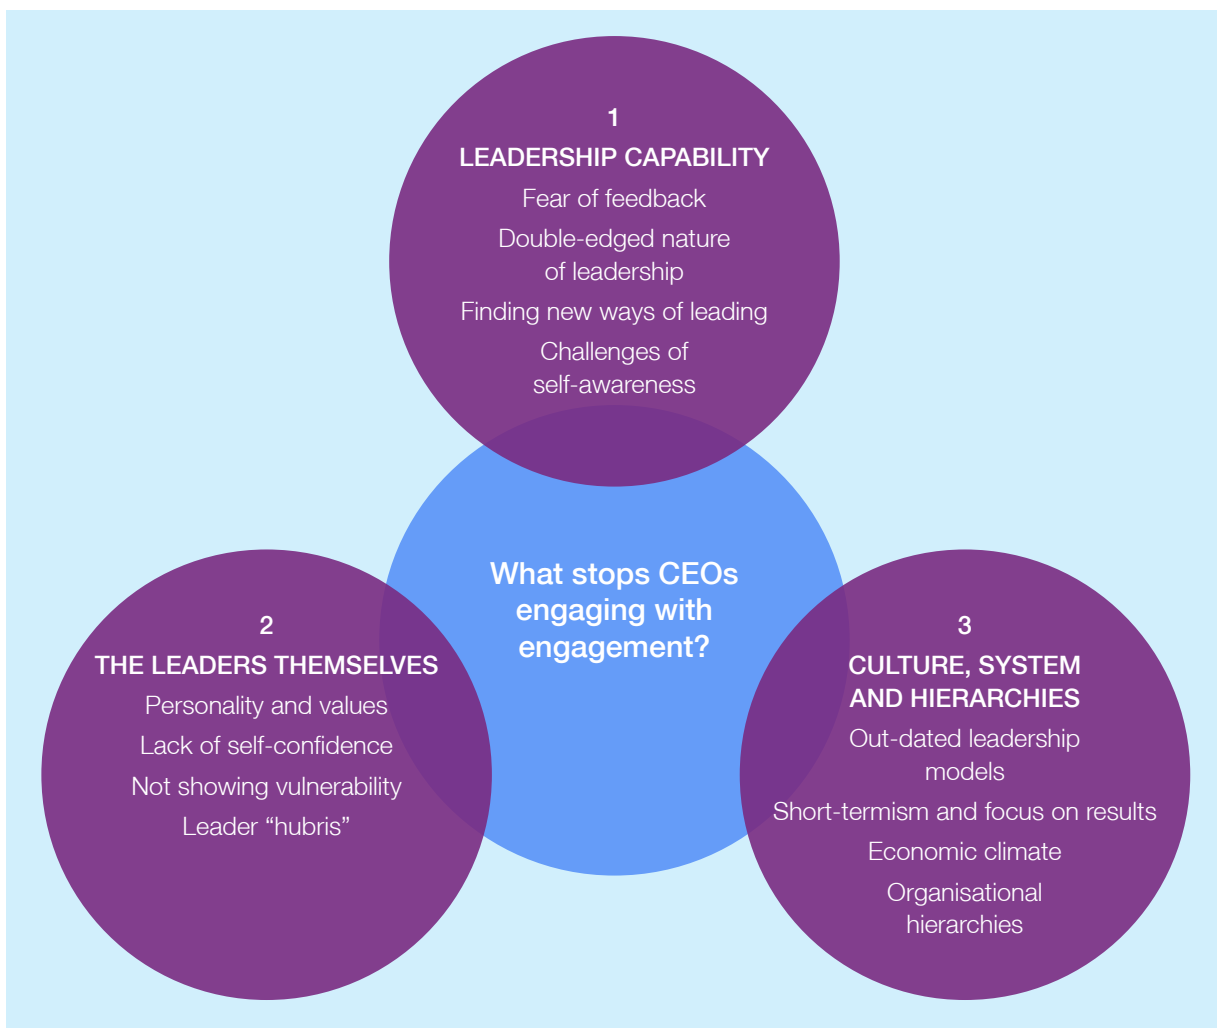 1
LEADERSHIP CAPABILITY
Fear of feedback
Double-edged nature
of leadership
Finding new ways of leading
Challenges of
self-awareness
What stops CEOs
engaging with
engagement?
2
THE LEADERS THEMSELVES
Personality and values
Lack of self-confidence
Not showing vulnerability
Leader “hubris”
3
CULTURE, SYSTEM
AND HIERARCHIES
Out-dated leadership
models
Short-termism and focus on results
Economic climate
Organisational
hierarchies